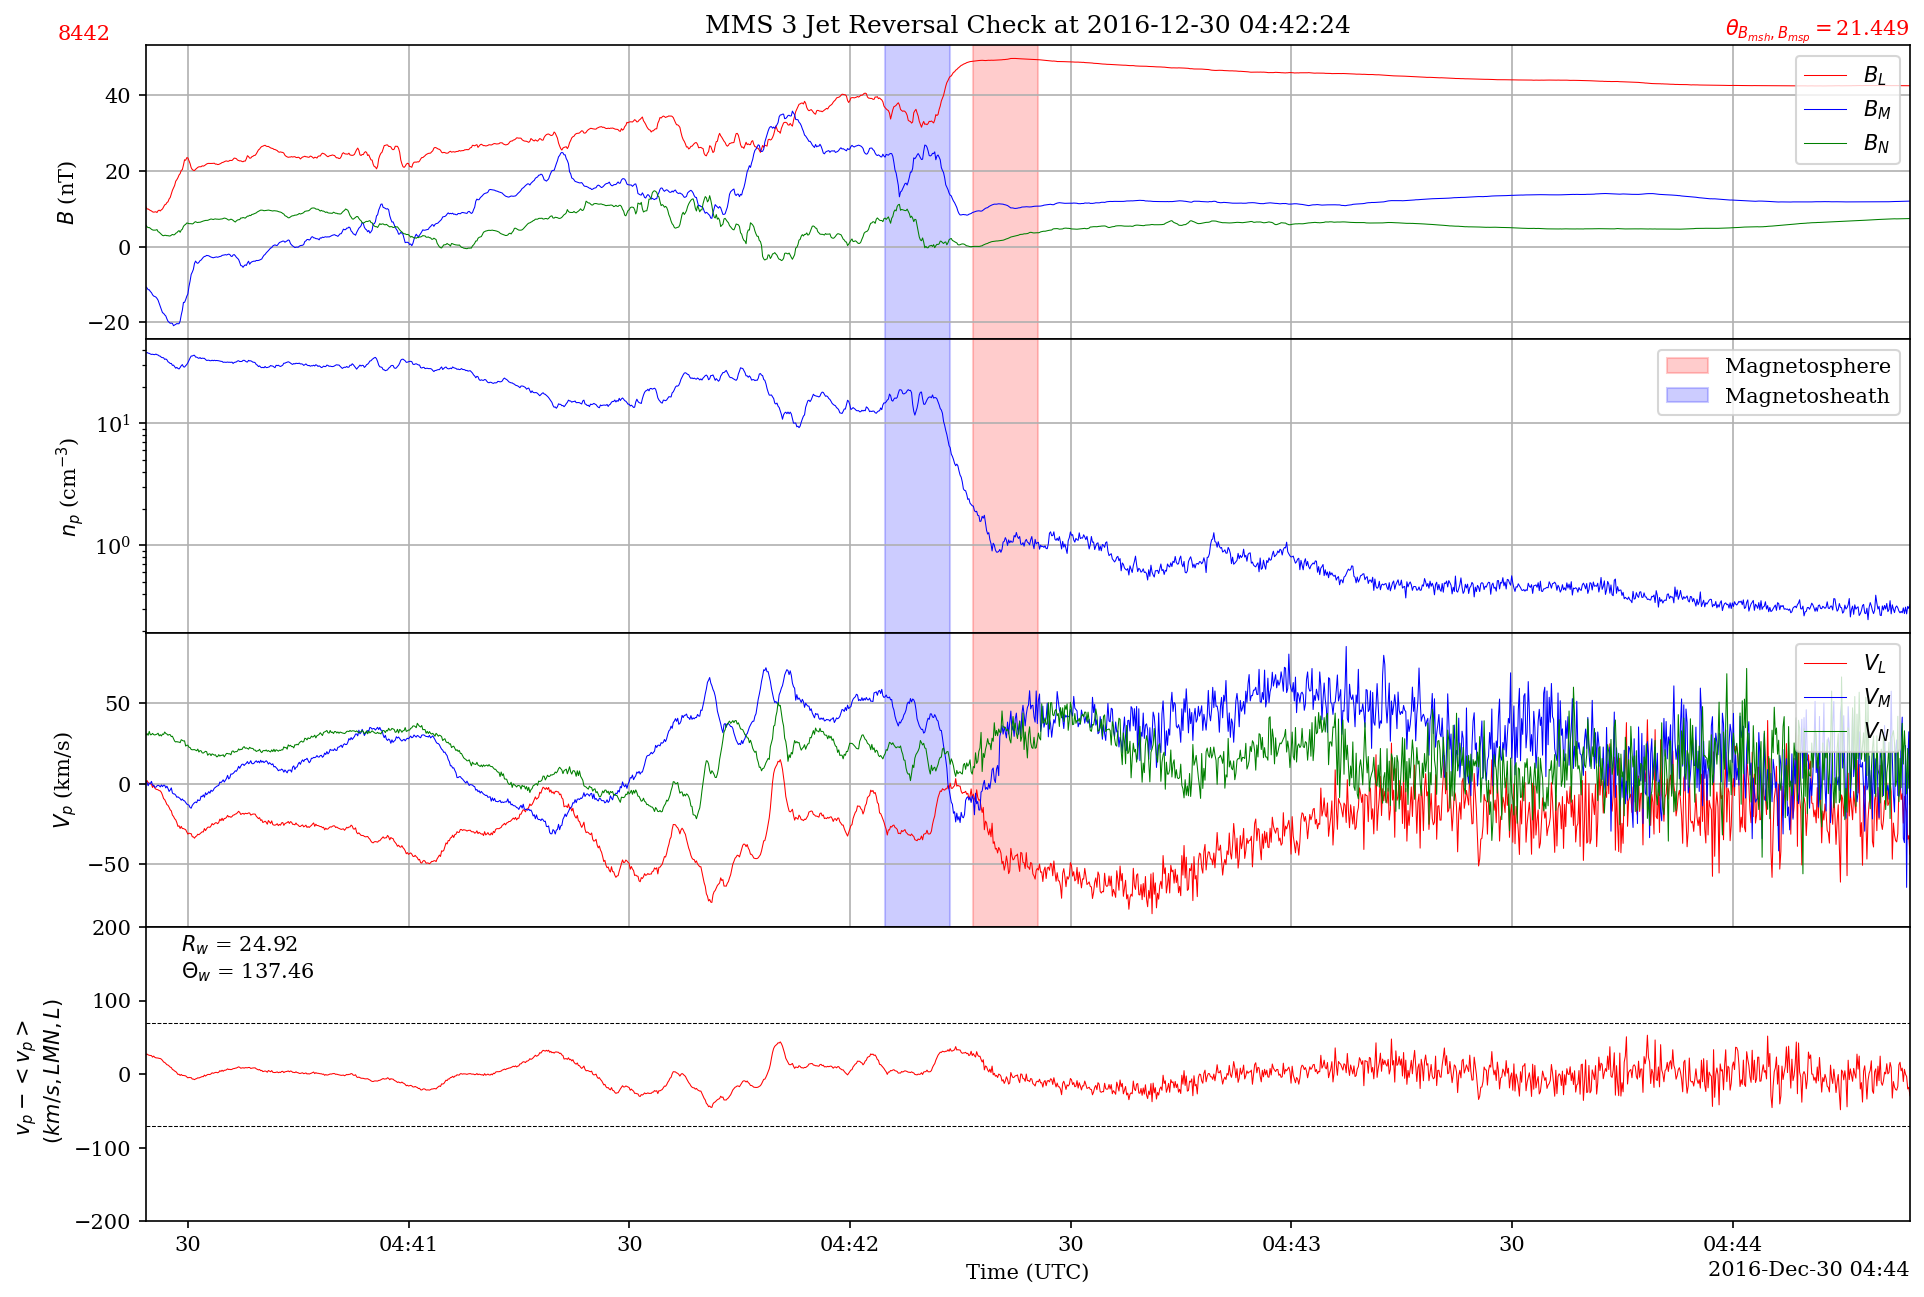 8442
MMS 3 Jet Reversal Check at 2016-12-30 04:42:24
θ_{B_{msh}, B_{msp}} = 21.449
B (nT)
40
20
0
−20
B_L
B_M
B_N
n_p (cm^{−3})
10^1
10^0
Magnetosphere
Magnetosheath
V_p (km/s)
50
0
−50
V_L
V_M
V_N
v_p − < v_p >
(km/s, LMN, L)
200
100
0
−100
−200
R_w = 24.92
Θ_w = 137.46
30 04:41 30 04:42 30 04:43 30 04:44
Time (UTC)
2016-Dec-30 04:44